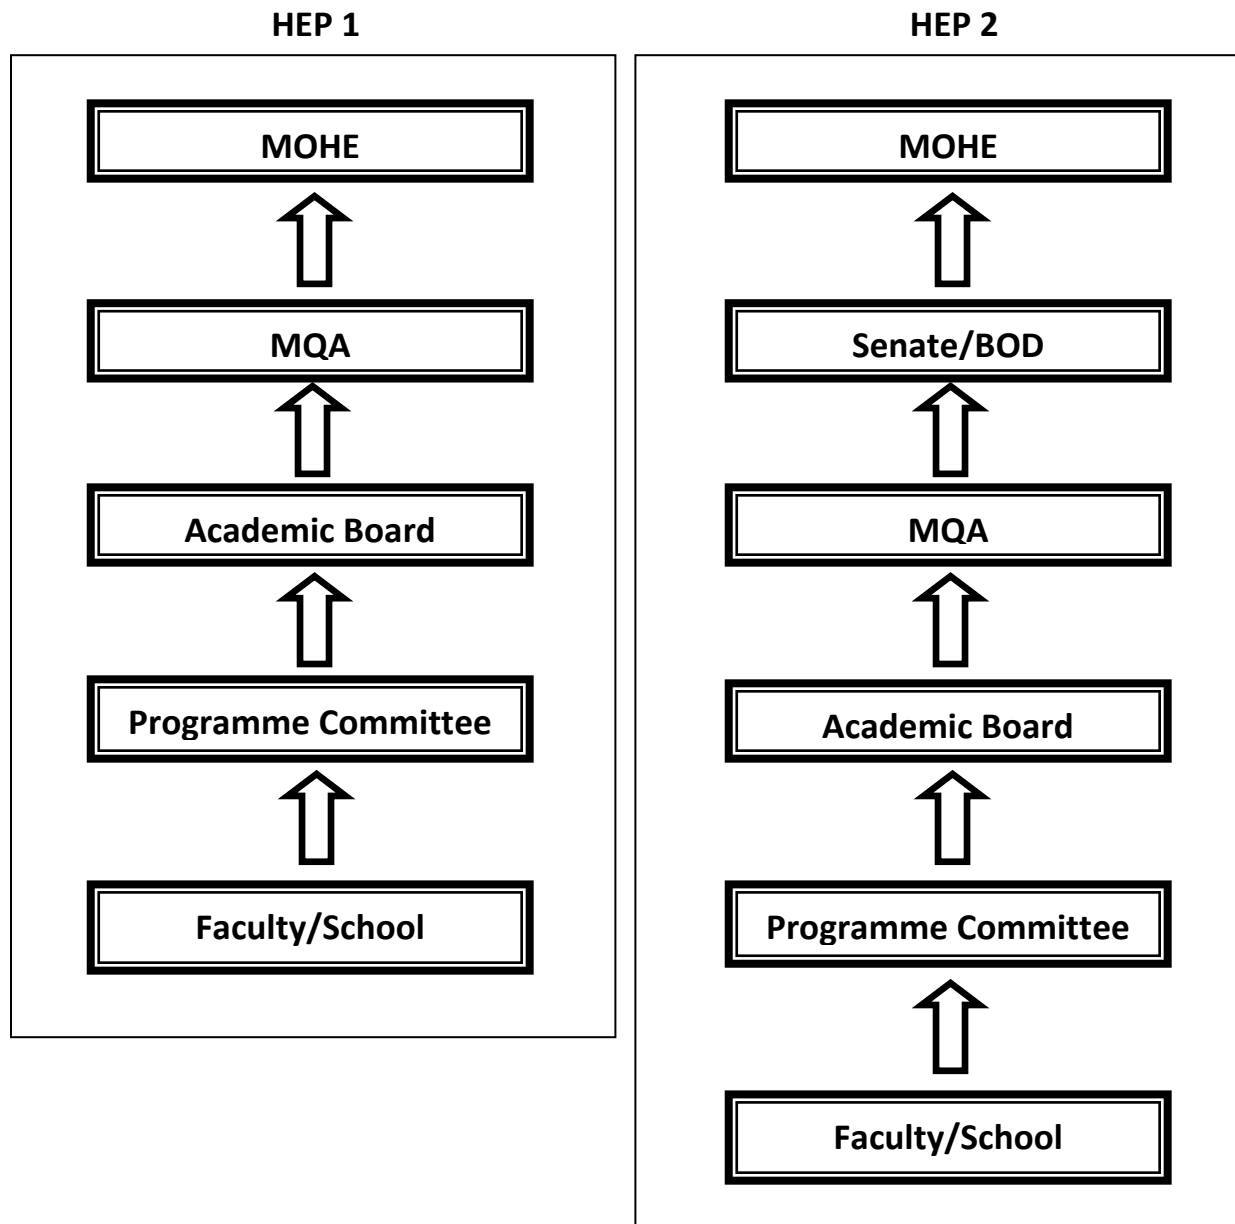 HEP 1
MOHE
MQA
Academic Board
Programme Committee
Faculty/School
HEP 2
MOHE
Senate/BOD
MQA
Academic Board
Programme Committee
Faculty/School